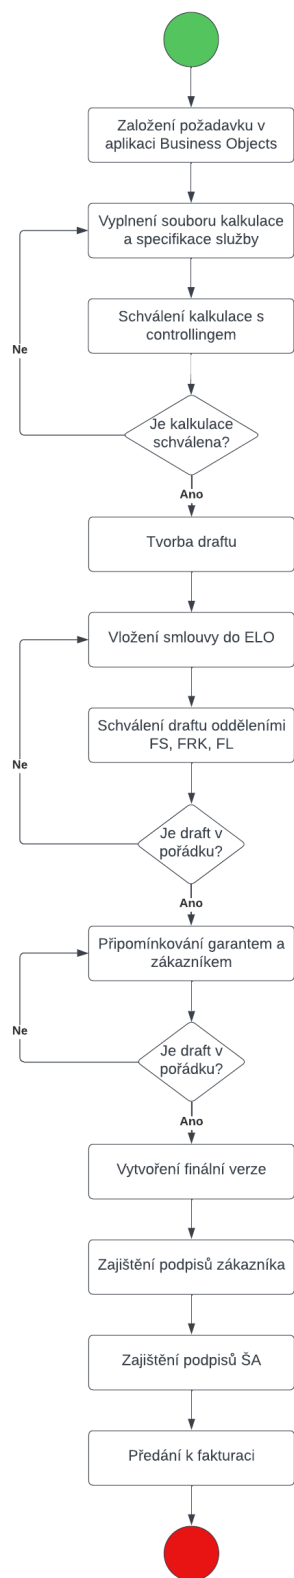 Založení požadavku v
aplikaci Business Objects
Vyplnení souboru kalkulace
a specifikace služby
Schválení kalkulace s
controllingem
Ne
Je kalkulace
schválena?
Ano
Tvorba draftu
Vložení smlouvy do ELO
Schválení draftu odděleními
FS, FRK, FL
Ne
Je draft v
pořádku?
Ano
Připomínkování garantem a
zákazníkem
Ne
Je draft v
pořádku?
Ano
Vytvoření finální verze
Zajištění podpisů zákazníka
Zajištění podpisů ŠA
Předání k fakturaci